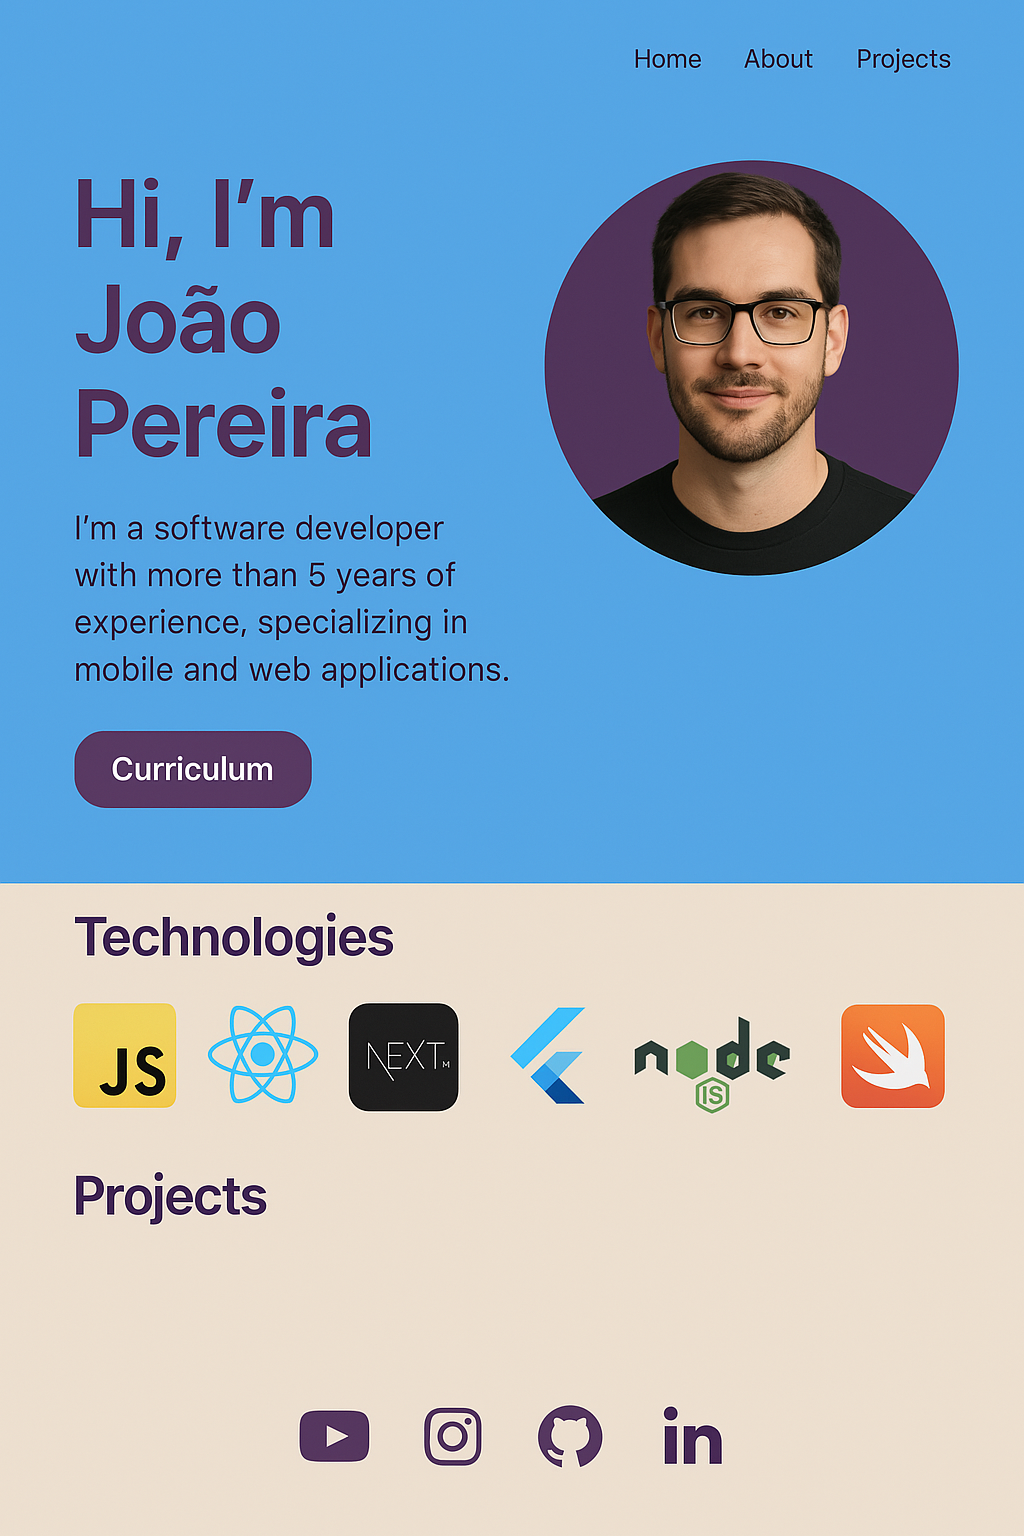 Home About Projects
Hi, I’m
João
Pereira
I’m a software developer
with more than 5 years of
experience, specializing in
mobile and web applications.
Curriculum
Technologies
JS
NEXT
node
JS
Projects
in